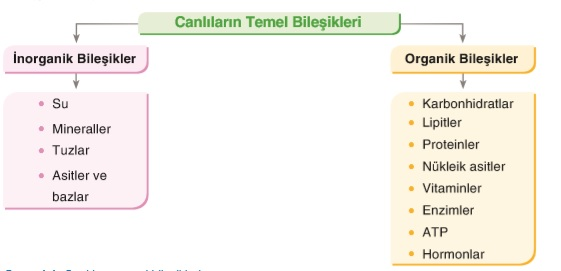 Canlıların Temel Bileşikleri
İnorganik Bileşikler
• Su
• Mineraller
• Tuzlar
• Asitler ve
bazlar
Organik Bileşikler
• Karbonhidratlar
• Lipitler
• Proteinler
• Nükleik asitler
• Vitaminler
• Enzimler
• ATP
• Hormonlar